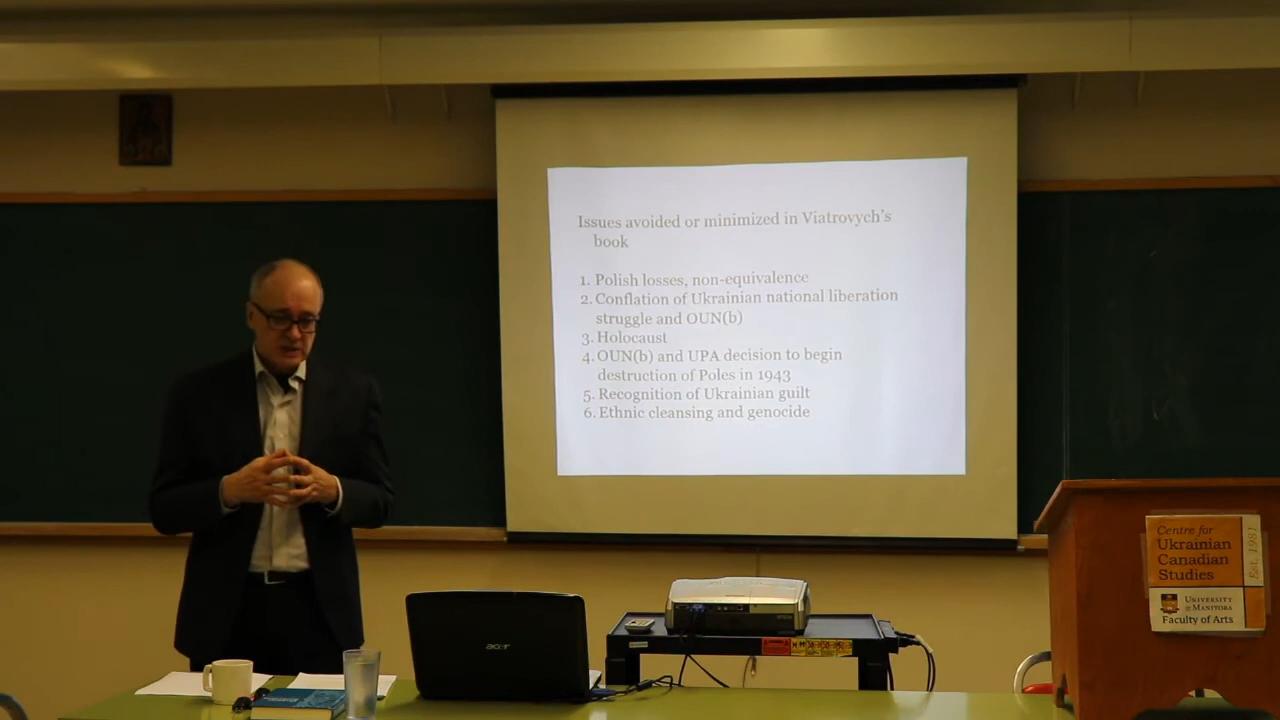 Issues avoided or minimized in Viatrovych's
book
1. Polish losses, non-equivalence
2. Conflation of Ukrainian national liberation
struggle and OUN(b)
3. Holocaust
4. OUN(b) and UPA decision to begin
destruction of Poles in 1943
5. Recognition of Ukrainian guilt
6. Ethnic cleansing and genocide
acer
Centre for
Ukrainian
Canadian
Studies
Est. 1981
UNIVERSITY
OF MANITOBA
Faculty of Arts